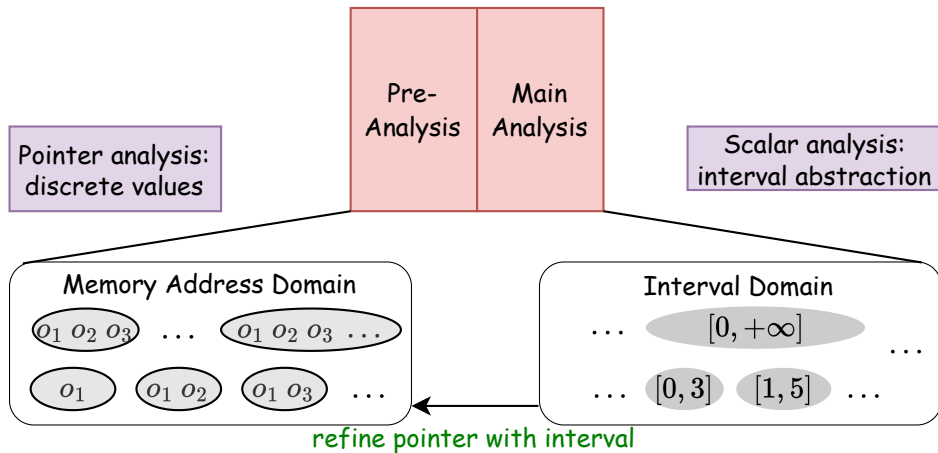 Pre-
Analysis
Main
Analysis
Pointer analysis:
discrete values
Scalar analysis:
interval abstraction
Memory Address Domain
o₁ o₂ o₃ ... o₁ o₂ o₃ ...
o₁ o₁ o₂ o₁ o₃ ...
Interval Domain
... [0, +∞] ...
... [0, 3] [1, 5] ...
refine pointer with interval